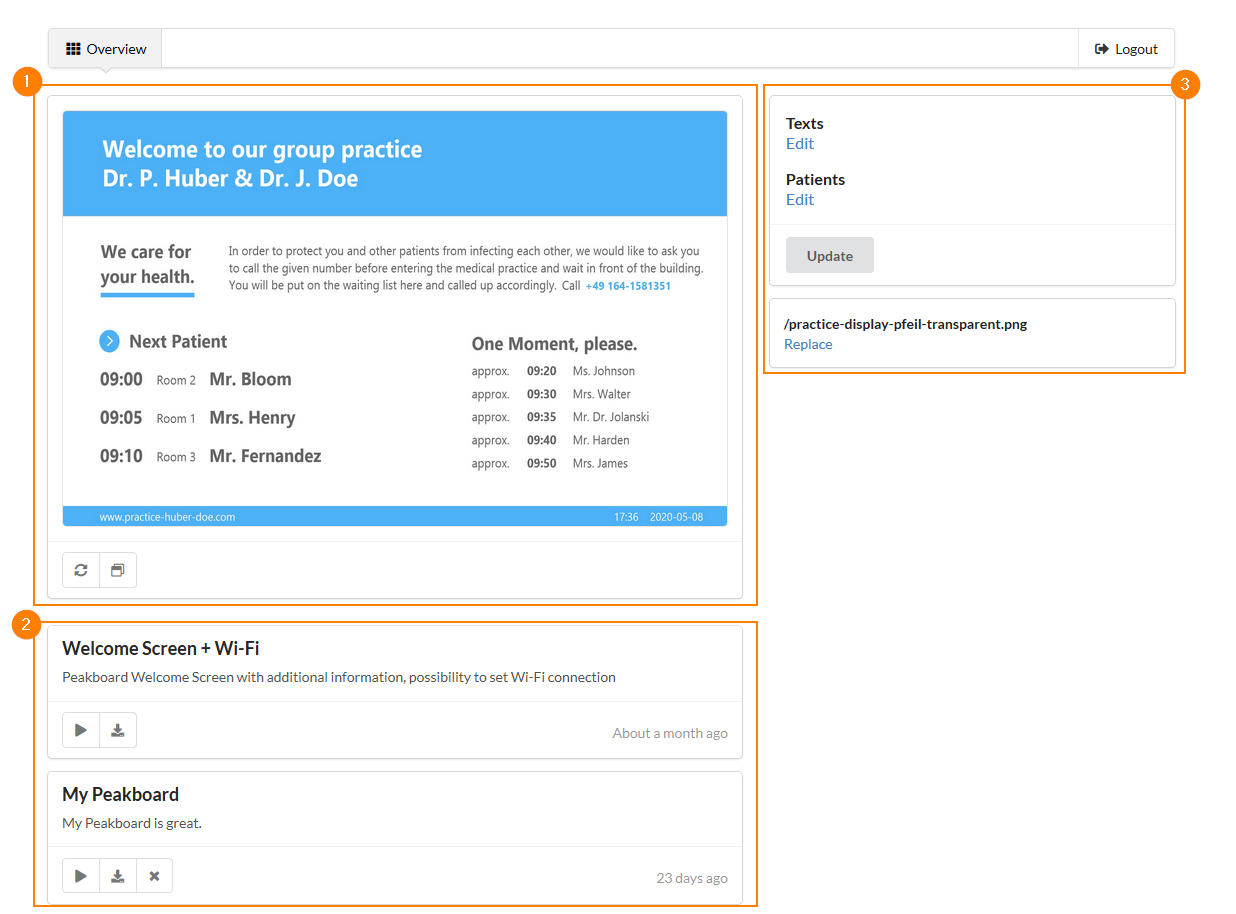 Overview
Logout
1
Welcome to our group practice
Dr. P. Huber & Dr. J. Doe
We care for
your health.
In order to protect you and other patients from infecting each other, we would like to ask you
to call the given number before entering the medical practice and wait in front of the building.
You will be put on the waiting list here and called up accordingly. Call +49 164-1581351
Next Patient
09:00 Room 2 Mr. Bloom
09:05 Room 1 Mrs. Henry
09:10 Room 3 Mr. Fernandez
One Moment, please.
approx. 09:20 Ms. Johnson
approx. 09:30 Mrs. Walter
approx. 09:35 Mr. Dr. Jolanski
approx. 09:40 Mr. Harden
approx. 09:50 Mrs. James
www.practice-huber-doe.com 17:36 2020-05-08
3
Texts
Edit
Patients
Edit
Update
/practice-display-pfeil-transparent.png
Replace
2
Welcome Screen + Wi-Fi
Peakboard Welcome Screen with additional information, possibility to set Wi-Fi connection
About a month ago
My Peakboard
My Peakboard is great.
23 days ago